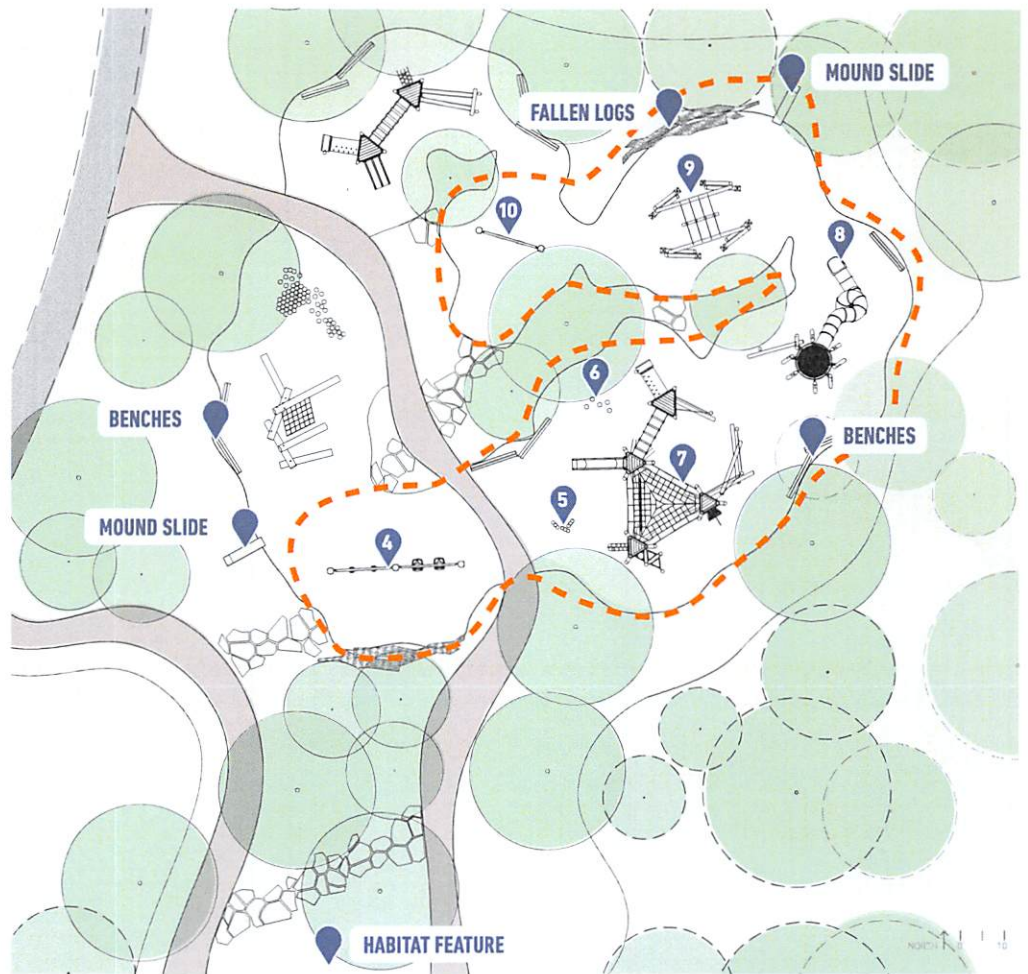 MOUND SLIDE
FALLEN LOGS
9
10
8
6
BENCHES
BENCHES
7
5
MOUND SLIDE
4
HABITAT FEATURE
NORTH 0 10